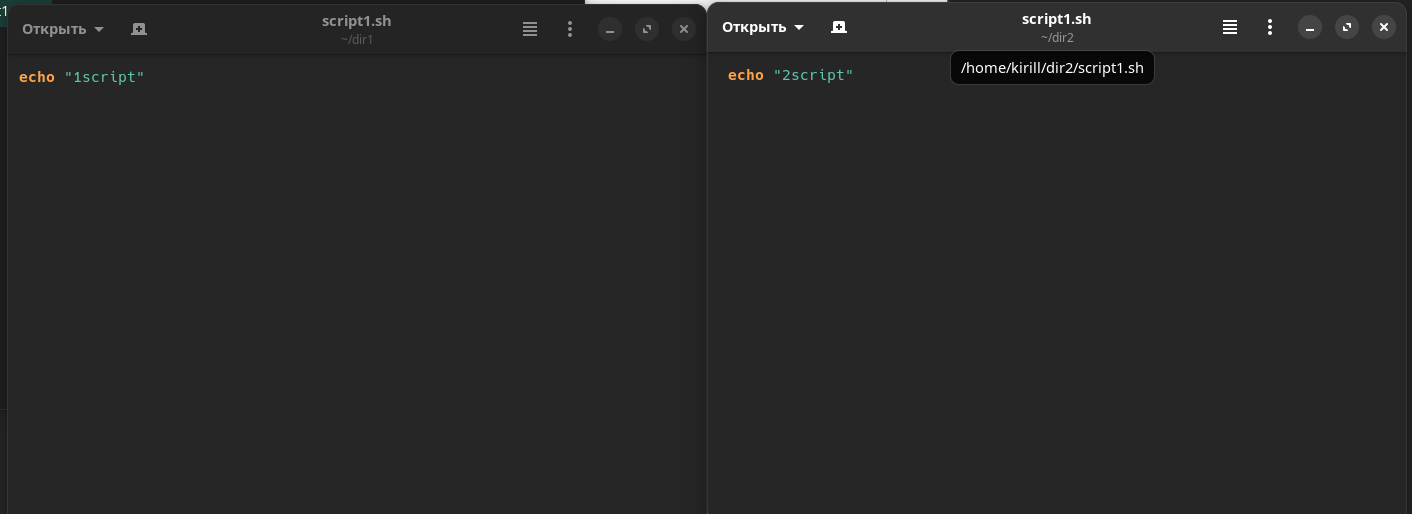 Открыть
script1.sh
~/dir1
echo "1script"
Открыть
script1.sh
~/dir2
/home/kirill/dir2/script1.sh
echo "2script"